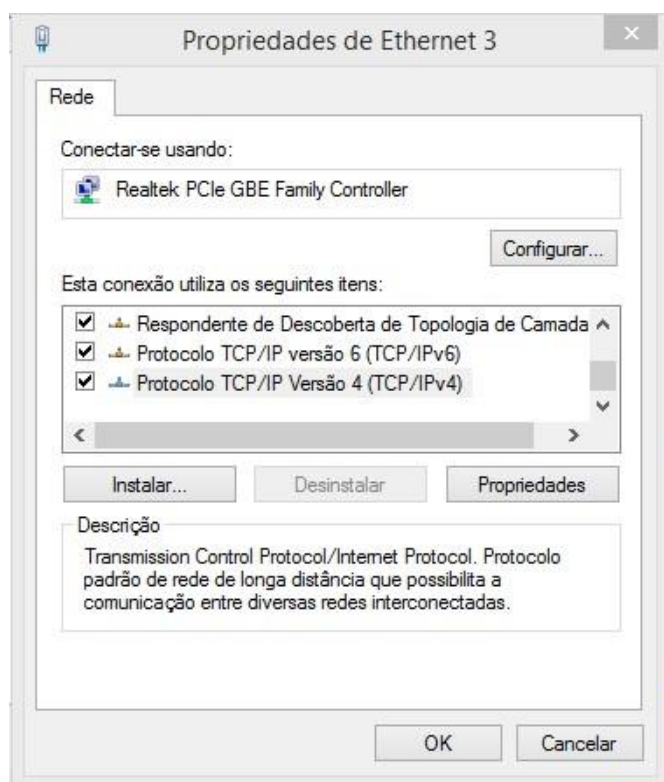 Propriedades de Ethernet 3
Rede
Conectar-se usando:
Realtek PCIe GBE Family Controller
Configurar...
Esta conexão utiliza os seguintes itens:
Respondente de Descoberta de Topologia de Camada
Protocolo TCP/IP versão 6 (TCP/IPv6)
Protocolo TCP/IP Versão 4 (TCP/IPv4)
Instalar... Desinstalar Propriedades
Descrição
Transmission Control Protocol/Internet Protocol. Protocolo
padrão de rede de longa distância que possibilita a
comunicação entre diversas redes interconectadas.
OK Cancelar